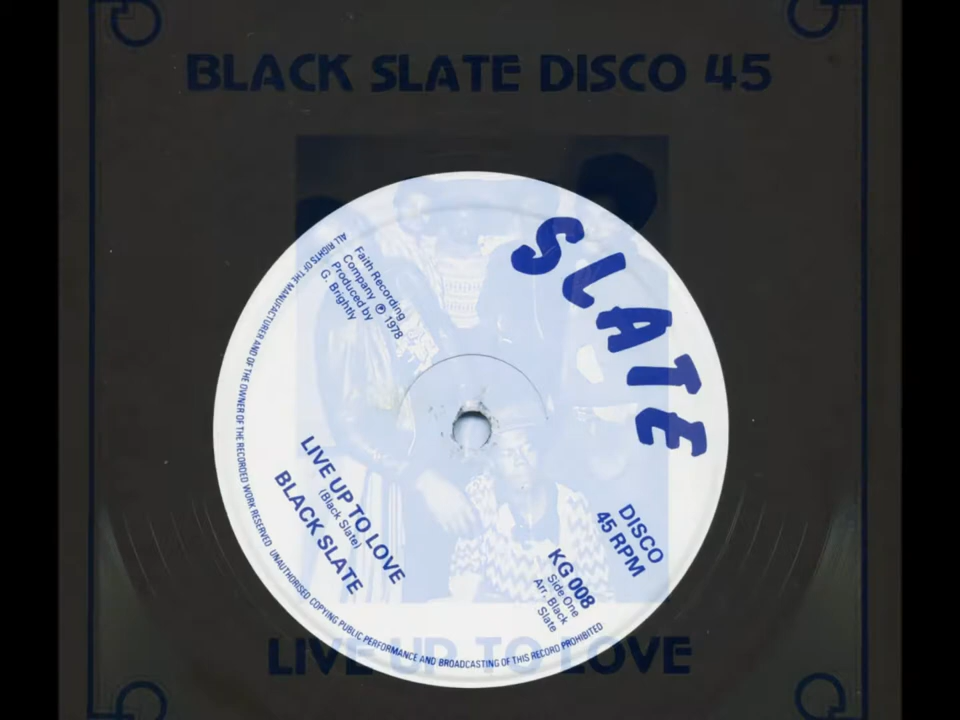 BLACK SLATE DISCO 45
SLATE
Faith Recording
Company ℗ 1978
Produced by
G. Brightly
LIVE UP TO LOVE
(Black Slate)
BLACK SLATE
DISCO
45 RPM
KG 008
Side One
Arr. Black
Slate
ALL RIGHTS OF THE MANUFACTURER AND OF THE OWNER OF THE RECORDED WORK RESERVED UNAUTHORISED COPYING PUBLIC PERFORMANCE AND BROADCASTING OF THIS RECORD PROHIBITED
LIVE UP TO LOVE